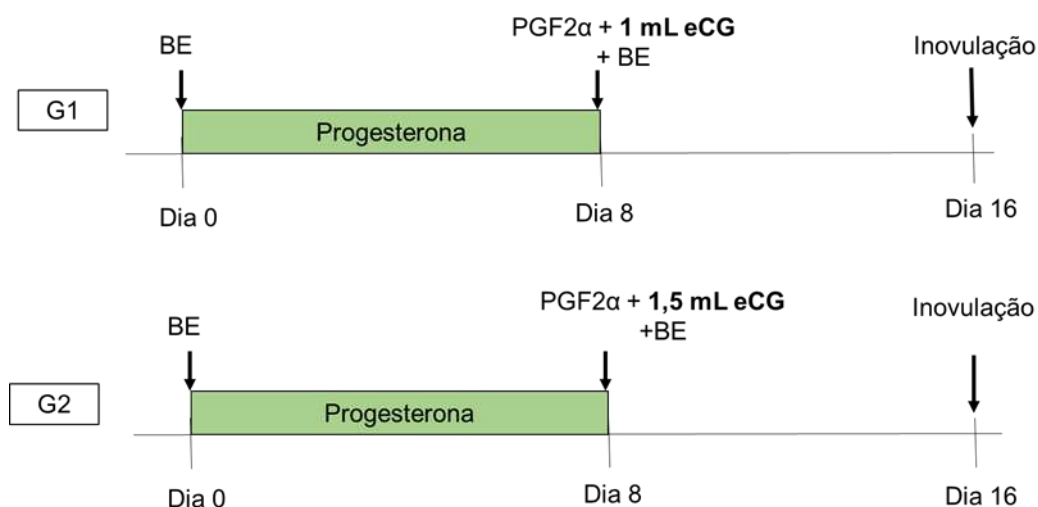 PGF2α + 1 mL eCG
BE
+ BE
Inovulação
G1
Progesterona
Dia 0
Dia 8
Dia 16
PGF2α + 1,5 mL eCG
BE
+BE
Inovulação
G2
Progesterona
Dia 0
Dia 8
Dia 16